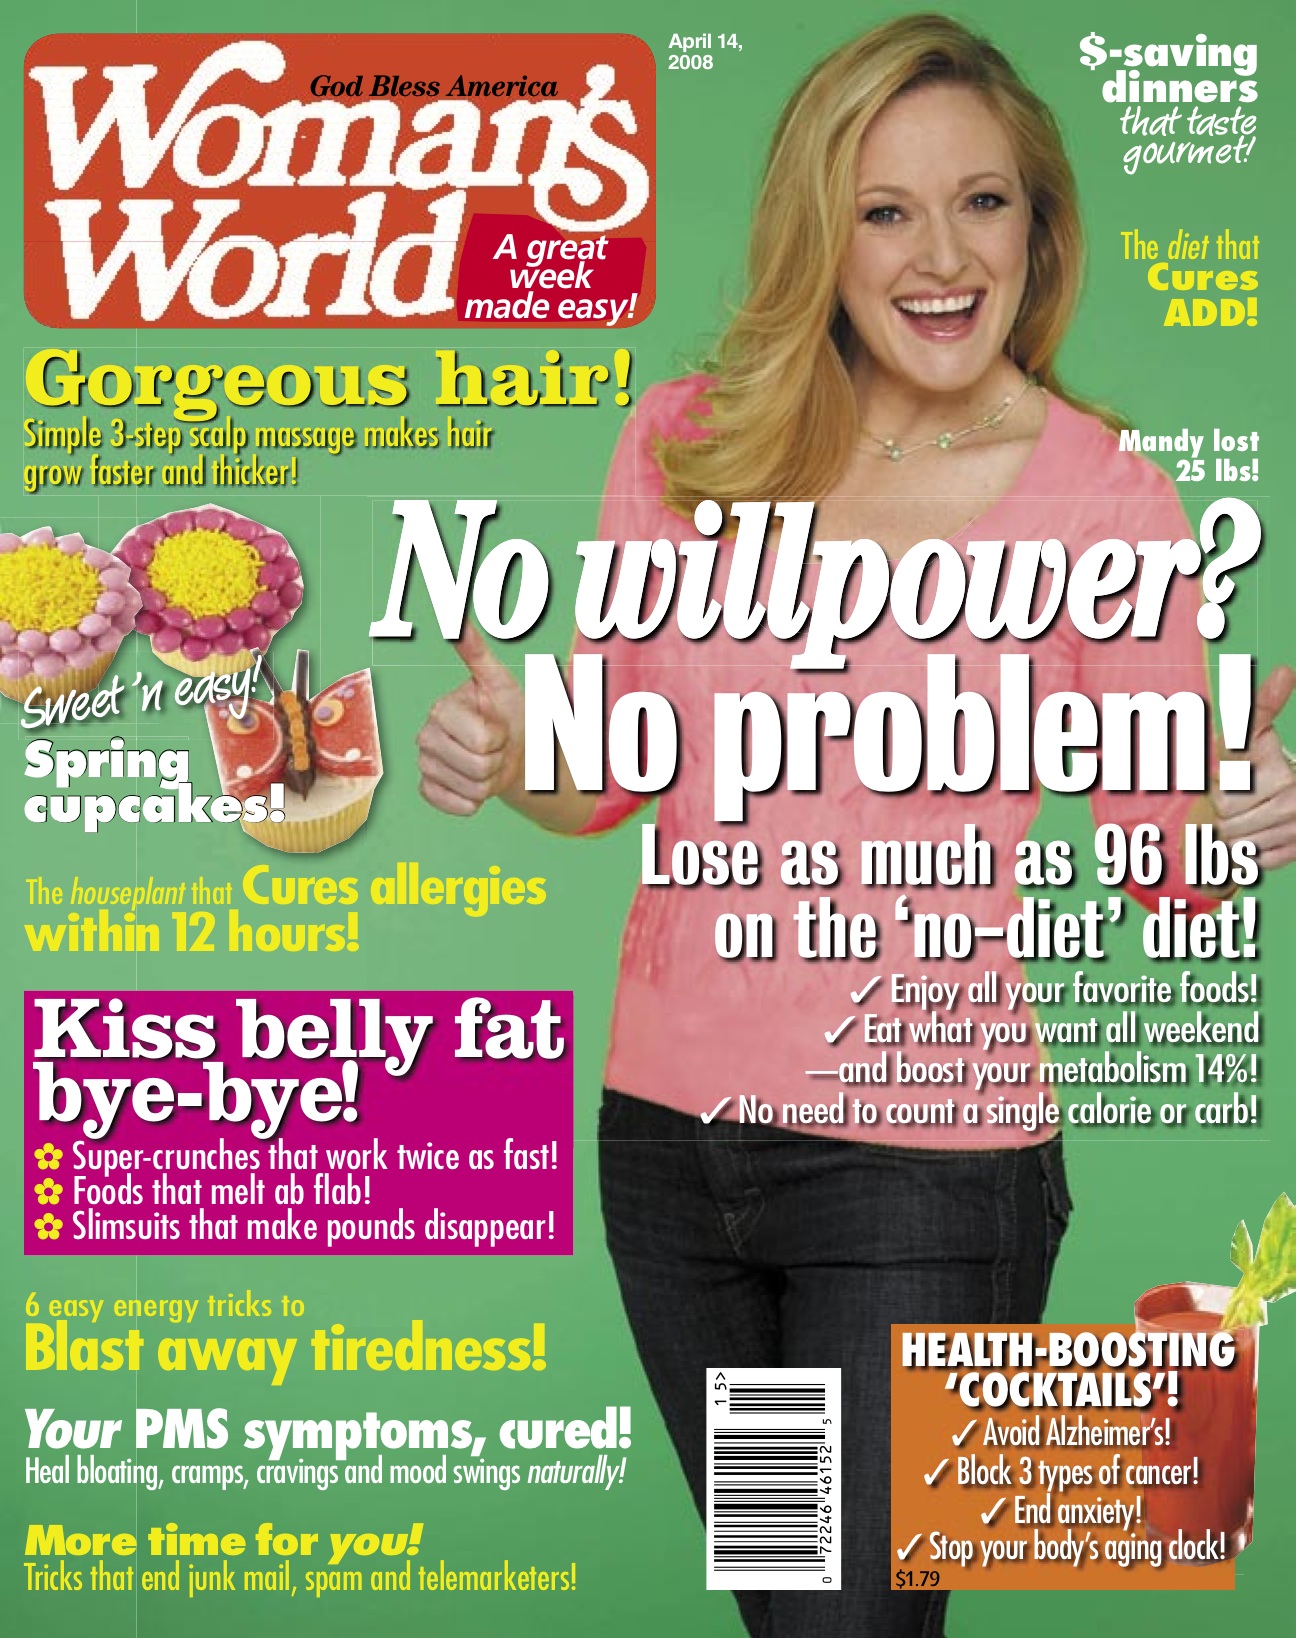 God Bless America
Woman's
World
A great
week
made easy!
April 14,
2008
$-saving
dinners
that taste
gourmet!
The diet that
Cures
ADD!
Mandy lost
25 lbs!
Gorgeous hair!
Simple 3-step scalp massage makes hair
grow faster and thicker!
No willpower?
No problem!
Lose as much as 96 lbs
on the ‘no–diet’ diet!
✓ Enjoy all your favorite foods!
✓ Eat what you want all weekend
—and boost your metabolism 14%!
✓ No need to count a single calorie or carb!
Sweet ’n easy!
Spring
cupcakes!
The houseplant that Cures allergies
within 12 hours!
Kiss belly fat
bye-bye!
Super-crunches that work twice as fast!
Foods that melt ab flab!
Slimsuits that make pounds disappear!
6 easy energy tricks to
Blast away tiredness!
Your PMS symptoms, cured!
Heal bloating, cramps, cravings and mood swings naturally!
More time for you!
Tricks that end junk mail, spam and telemarketers!
15>
0 72246 46152 5
HEALTH-BOOSTING
‘COCKTAILS’!
✓ Avoid Alzheimer’s!
✓ Block 3 types of cancer!
✓ End anxiety!
✓ Stop your body’s aging clock!
$1.79